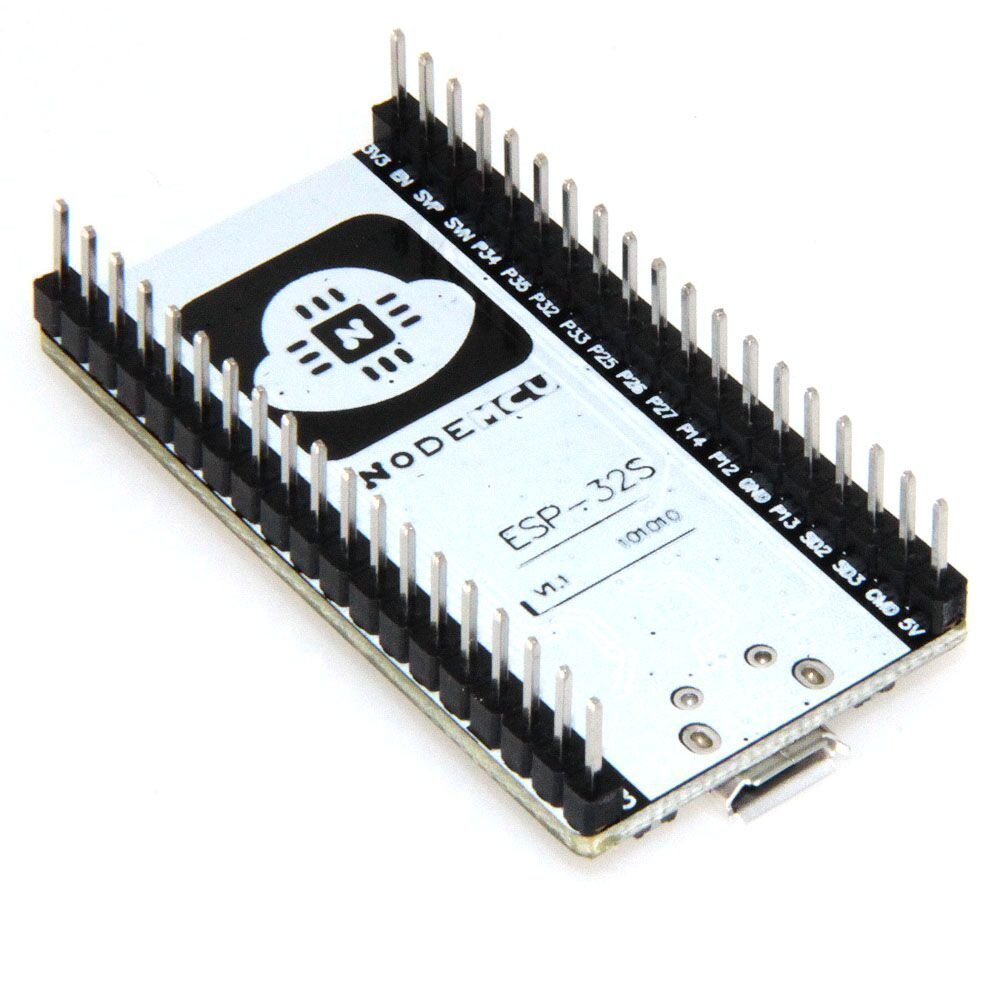 3V3 EN SVP SVN P34 P35 P32 P33 P25 P26 P27 P14 P12 GND P13 SD2 SD3 CMD 5V
Z
NODEMCU
ESP-32S
101010
V1.1